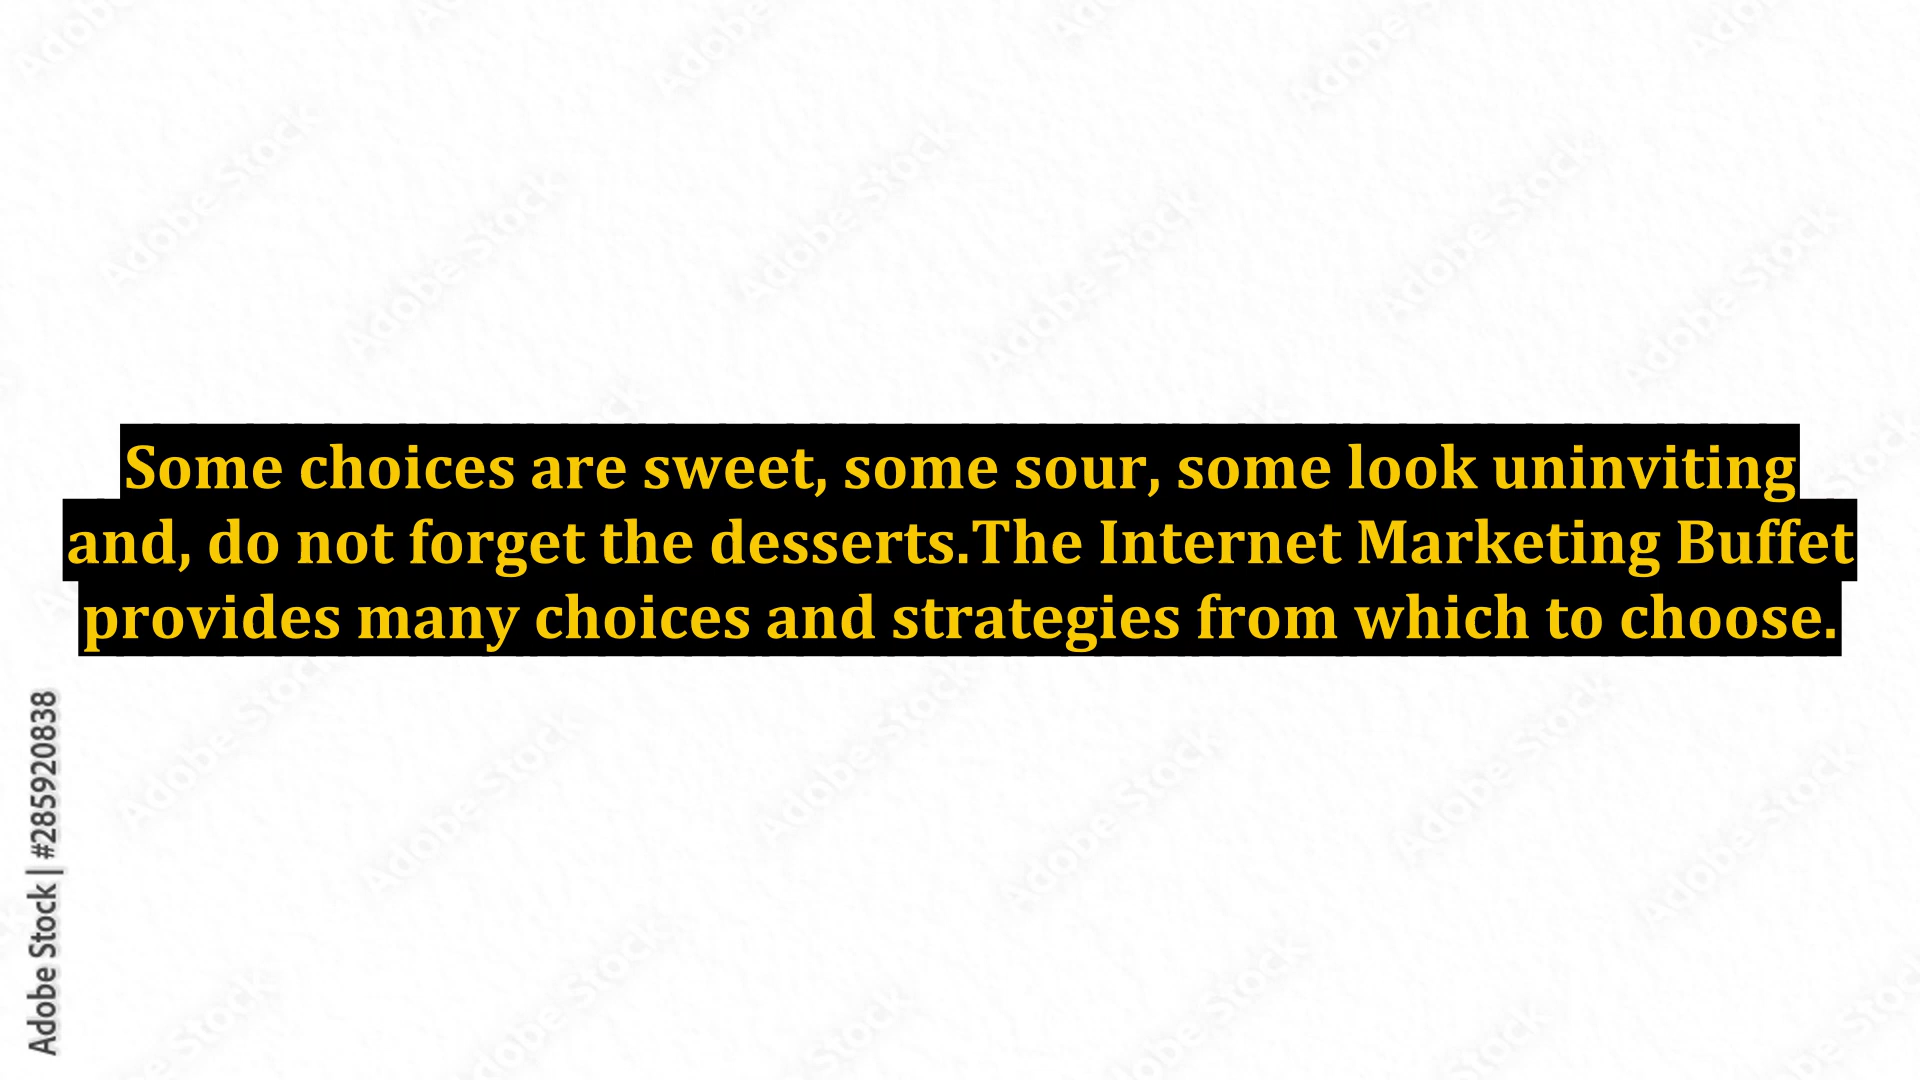 Some choices are sweet, some sour, some look uninviting
and, do not forget the desserts.The Internet Marketing Buffet
provides many choices and strategies from which to choose.
Adobe Stock | #285920838